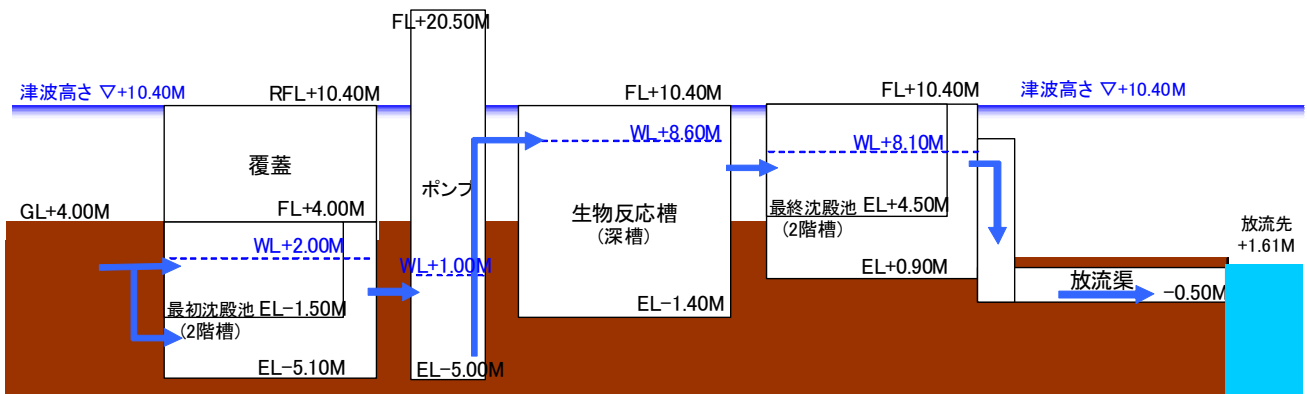 FL+20.50M
津波高さ ▽+10.40M
RFL+10.40M
FL+10.40M
FL+10.40M
津波高さ ▽+10.40M
WL+8.60M
WL+8.10M
覆蓋
ポンプ
GL+4.00M
FL+4.00M
生物反応槽
(深槽)
最終沈殿池 EL+4.50M
(2階槽)
放流先
+1.61M
WL+2.00M
WL+1.00M
EL+0.90M
放流渠
-0.50M
最初沈殿池 EL-1.50M
(2階槽)
EL-1.40M
EL-5.10M
EL-5.00M